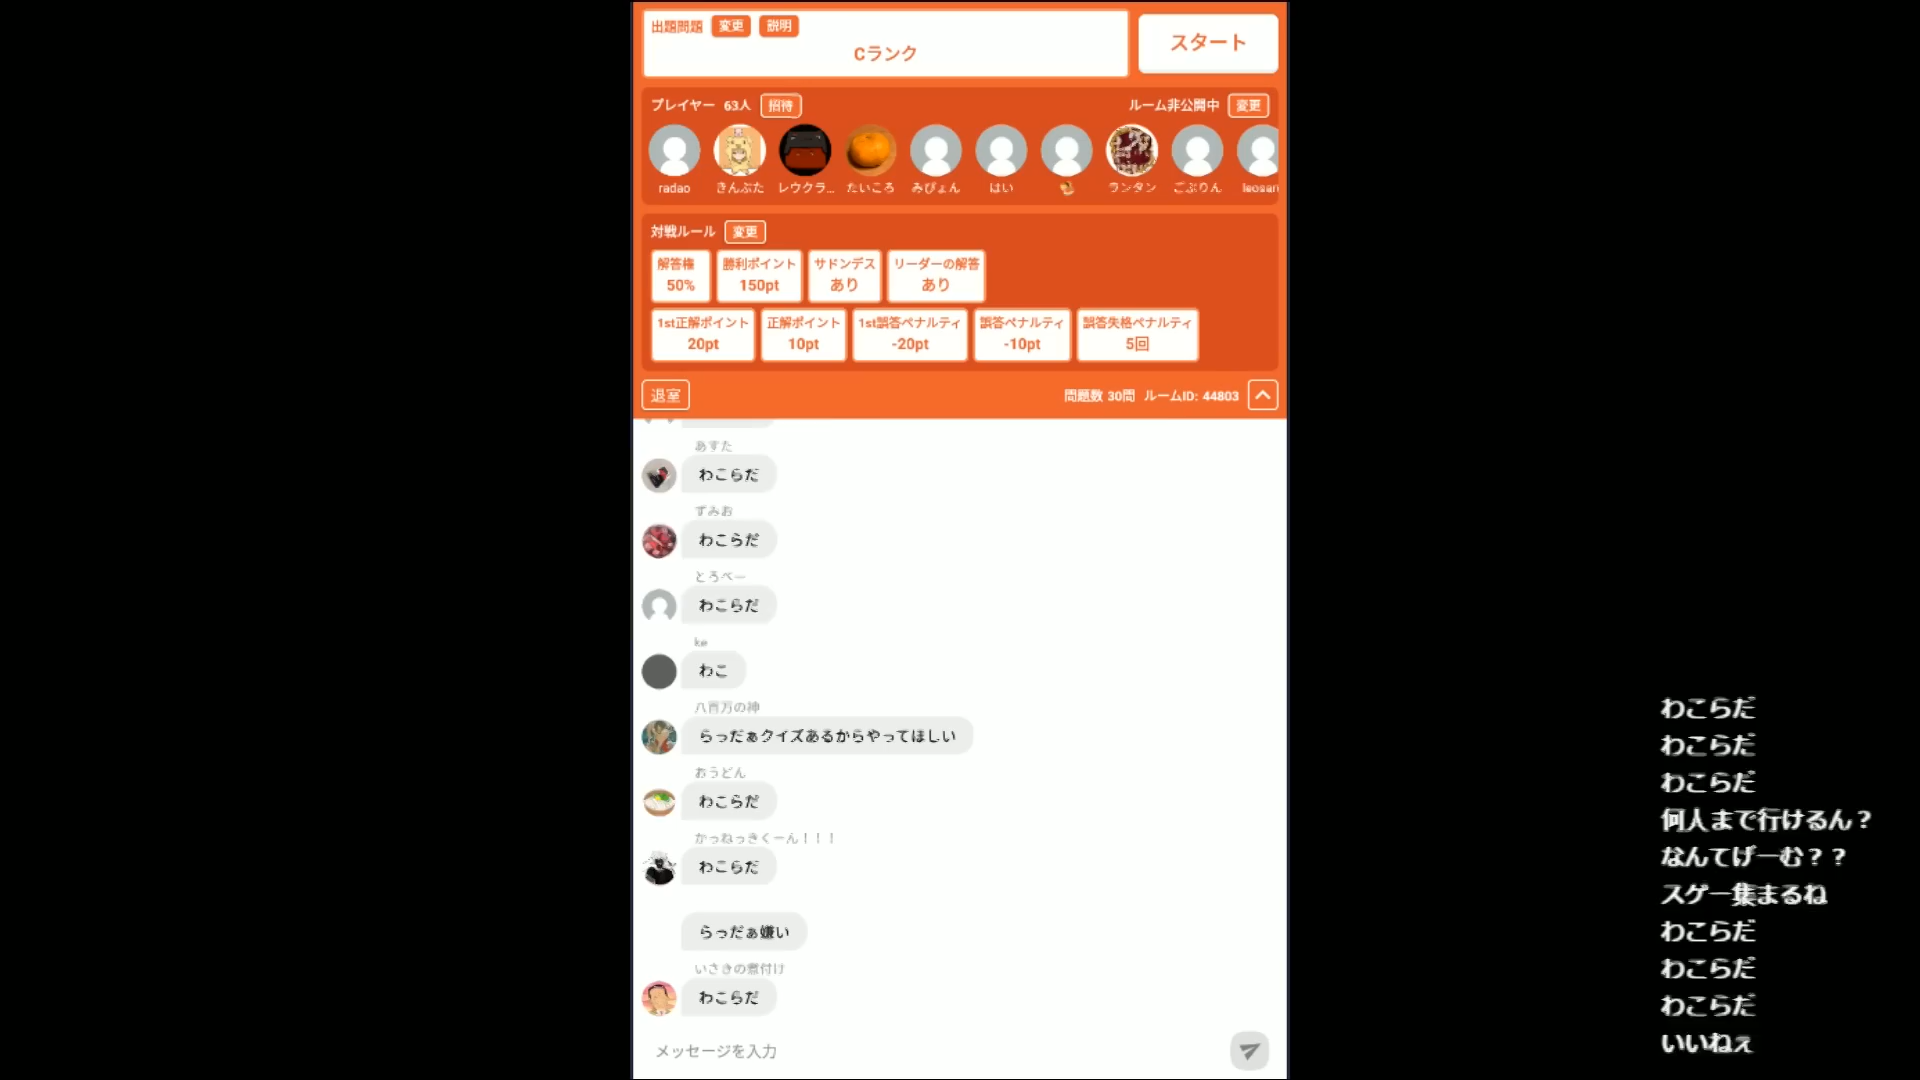 出題問題 変更 説明
Cランク
スタート
プレイヤー 63人 招待
ルーム非公開中 変更
radao きんぶた レウクラ... たいころ みぴょん はい ランタン ごぶりん leosan
対戦ルール 変更
解答権 勝利ポイント サドンデス リーダーの解答
50% 150pt あり あり
1st正解ポイント 正解ポイント 1st誤答ペナルティ 誤答ペナルティ 誤答失格ペナルティ
20pt 10pt -20pt -10pt 5回
退室
問題数 30問 ルームID: 44803
あすた
わこらだ
ずみお
わこらだ
とろべー
わこらだ
ke
わこ
八百万の神
らっだぁクイズあるからやってほしい
おうどん
わこらだ
かっねっきくーん！！！
わこらだ
らっだぁ嫌い
いさきの煮付け
わこらだ
メッセージを入力
わこらだ
わこらだ
わこらだ
何人まで行けるん？
なんてげーむ？？
スゲー集まるね
わこらだ
わこらだ
わこらだ
いいねぇ